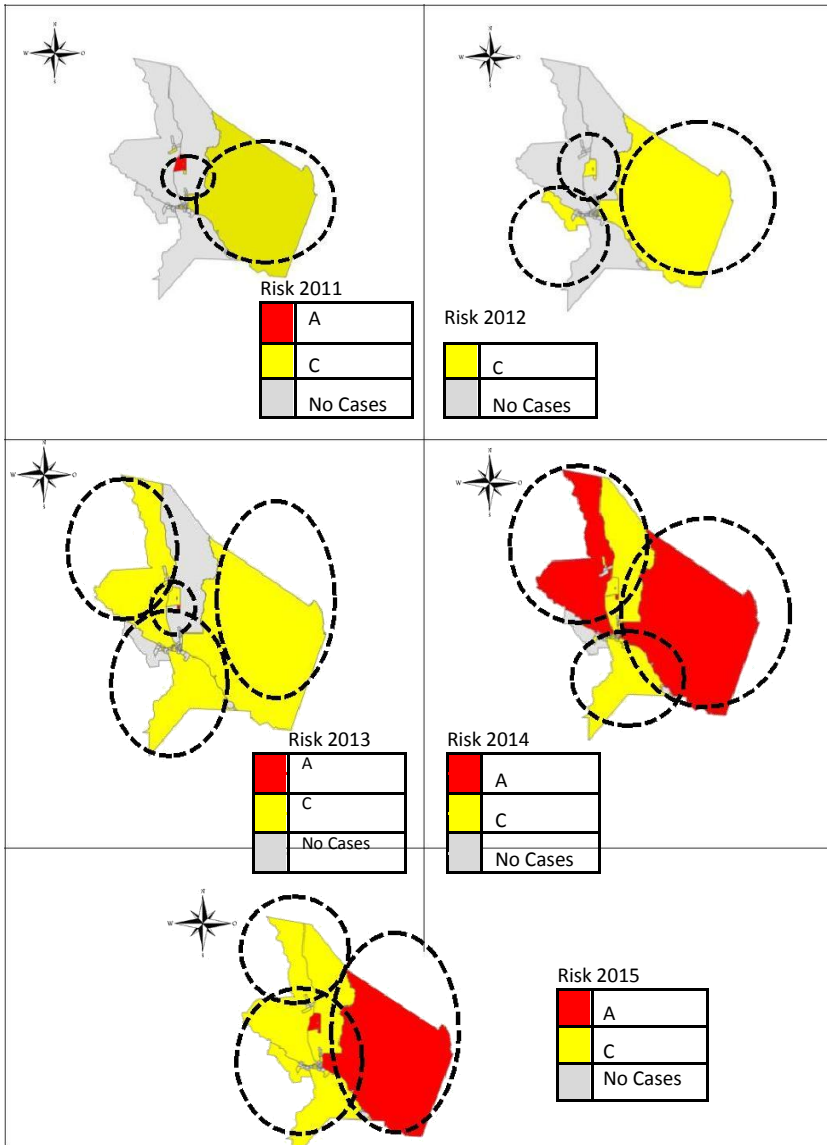 N
W
O
S
N
W
O
S
Risk 2011
A
C
No Cases
Risk 2012
C
No Cases
N
W
O
S
N
W
O
S
Risk 2013
A
C
No Cases
Risk 2014
A
C
No Cases
N
W
O
S
Risk 2015
A
C
No Cases